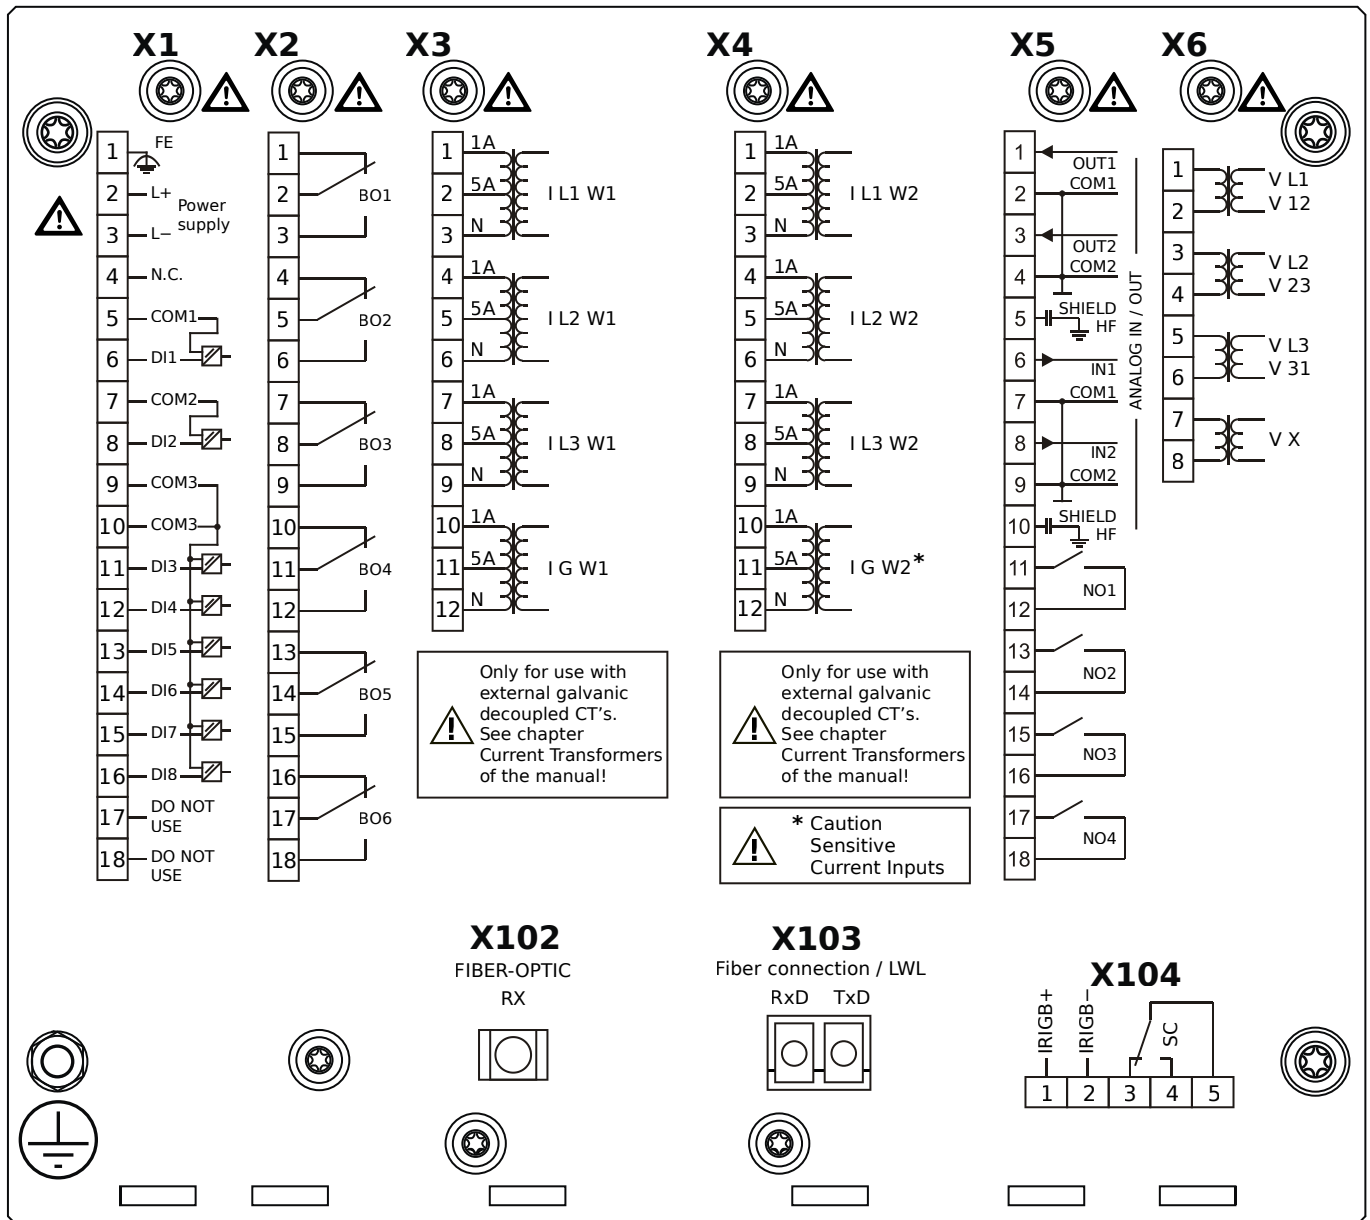 X1 X2 X3 X4 X5 X6
1 FE
2 L+
Power
supply
3 L−
4 N.C.
5 COM1
6 DI1
7 COM2
8 DI2
9 COM3
10 COM3
11 DI3
12 DI4
13 DI5
14 DI6
15 DI7
16 DI8
17 DO NOT
USE
18 DO NOT
USE
1
2 BO1
3
4
5 BO2
6
7
8 BO3
9
10
11 BO4
12
13
14 BO5
15
16
17 BO6
18
1 1A
2 5A I L1 W1
3 N
4 1A
5 5A I L2 W1
6 N
7 1A
8 5A I L3 W1
9 N
10 1A
11 5A I G W1
12 N
Only for use with
external galvanic
decoupled CT's.
See chapter
Current Transformers
of the manual!
1 1A
2 5A I L1 W2
3 N
4 1A
5 5A I L2 W2
6 N
7 1A
8 5A I L3 W2
9 N
10 1A
11 5A I G W2*
12 N
Only for use with
external galvanic
decoupled CT's.
See chapter
Current Transformers
of the manual!
* Caution
Sensitive
Current Inputs
1 OUT1
2 COM1
3 OUT2
4 COM2
5 SHIELD
HF
6 IN1
7 COM1
8 IN2
9 COM2
10 SHIELD
HF
ANALOG IN / OUT
11
NO1
12
13
NO2
14
15
NO3
16
17
NO4
18
1 V L1
2 V 12
3 V L2
4 V 23
5 V L3
6 V 31
7
V X
8
X102
FIBER-OPTIC
RX
X103
Fiber connection / LWL
RxD TxD
X104
IRIGB+ IRIGB− SC
1 2 3 4 5